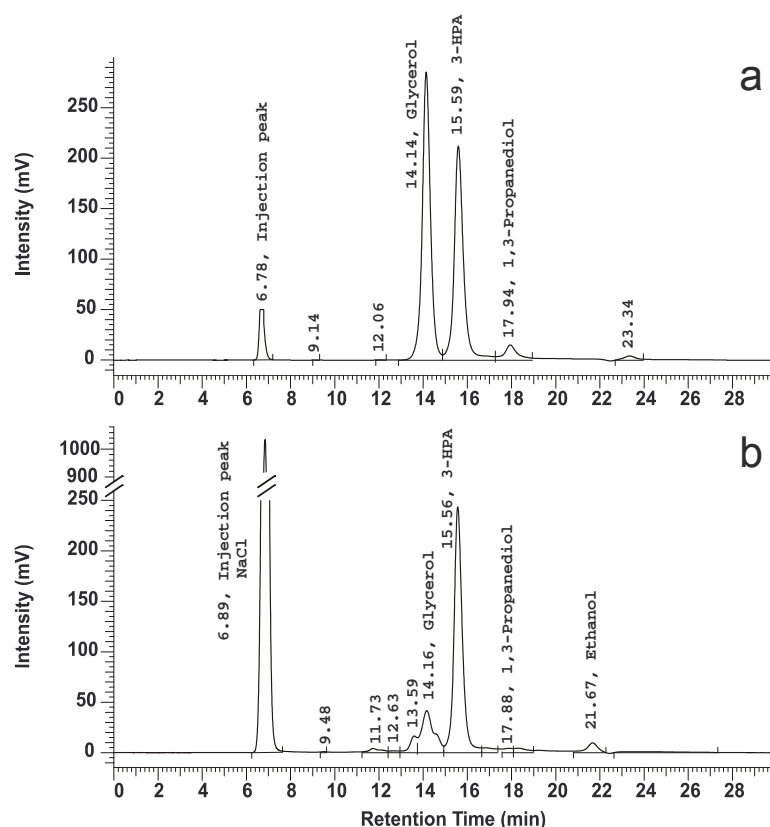 a
Intensity (mV)
250
200
150
100
50
0
6.78, Injection peak
9.14
12.06
14.14, Glycerol
15.59, 3-HPA
17.94, 1,3-Propanediol
23.34
0 2 4 6 8 10 12 14 16 18 20 22 24 26 28
b
Intensity (mV)
1000
900
250
200
150
100
50
0
6.89, Injection peak
NaCl
9.48
11.73
12.63
13.59
14.16, Glycerol
15.56, 3-HPA
17.88, 1,3-Propanediol
21.67, Ethanol
0 2 4 6 8 10 12 14 16 18 20 22 24 26 28
Retention Time (min)